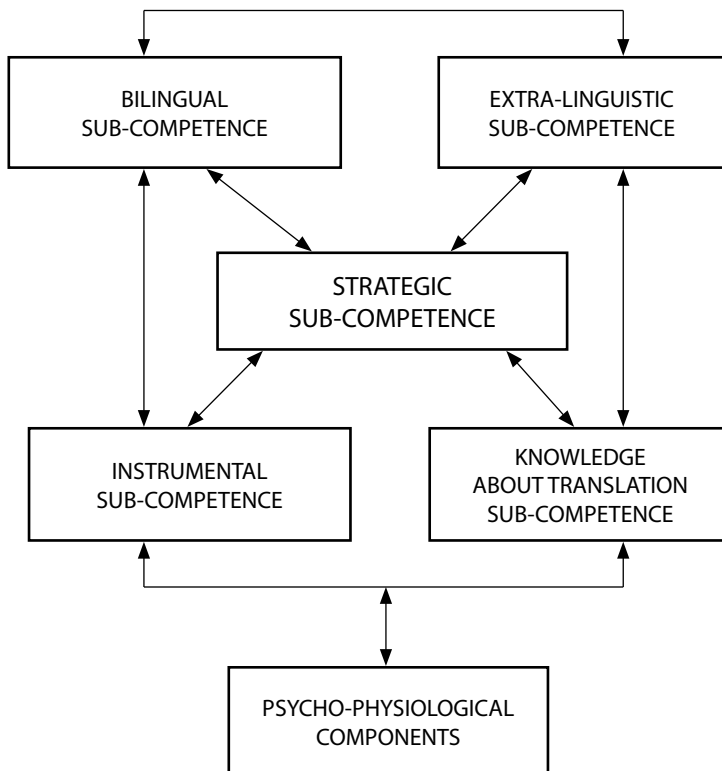 BILINGUAL
SUB-COMPETENCE
EXTRA-LINGUISTIC
SUB-COMPETENCE
STRATEGIC
SUB-COMPETENCE
INSTRUMENTAL
SUB-COMPETENCE
KNOWLEDGE
ABOUT TRANSLATION
SUB-COMPETENCE
PSYCHO-PHYSIOLOGICAL
COMPONENTS